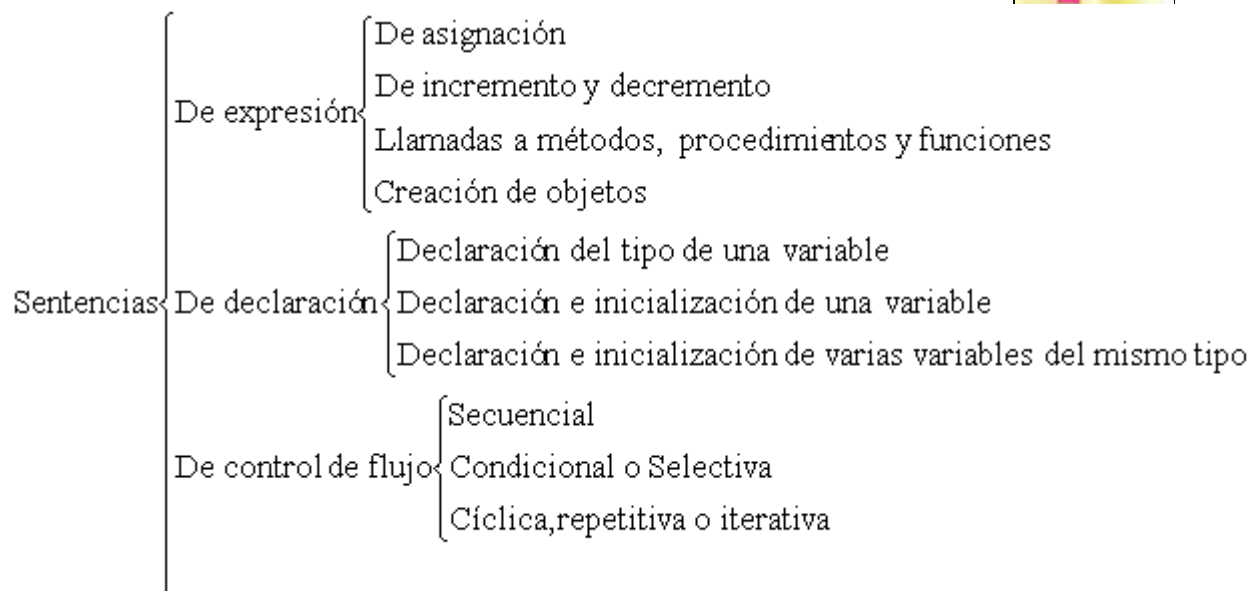 De asignación
De incremento y decremento
De expresión
Llamadas a métodos, procedimientos y funciones
Creación de objetos
Declaración del tipo de una variable
Sentencias De declaración Declaración e inicialización de una variable
Declaración e inicialización de varias variables del mismo tipo
Secuencial
De control de flujo Condicional o Selectiva
Cíclica,repetitiva o iterativa